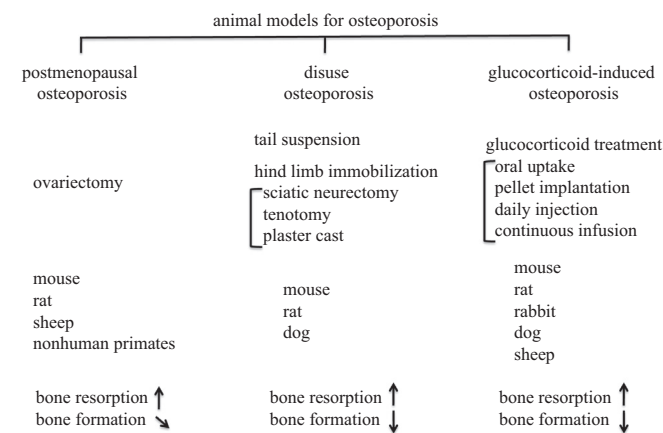 animal models for osteoporosis
postmenopausal
osteoporosis
ovariectomy
mouse
rat
sheep
nonhuman primates
bone resorption ↑
bone formation ↘
disuse
osteoporosis
tail suspension
hind limb immobilization
sciatic neurectomy
tenotomy
plaster cast
mouse
rat
dog
bone resorption ↑
bone formation ↓
glucocorticoid-induced
osteoporosis
glucocorticoid treatment
oral uptake
pellet implantation
daily injection
continuous infusion
mouse
rat
rabbit
dog
sheep
bone resorption ↑
bone formation ↓